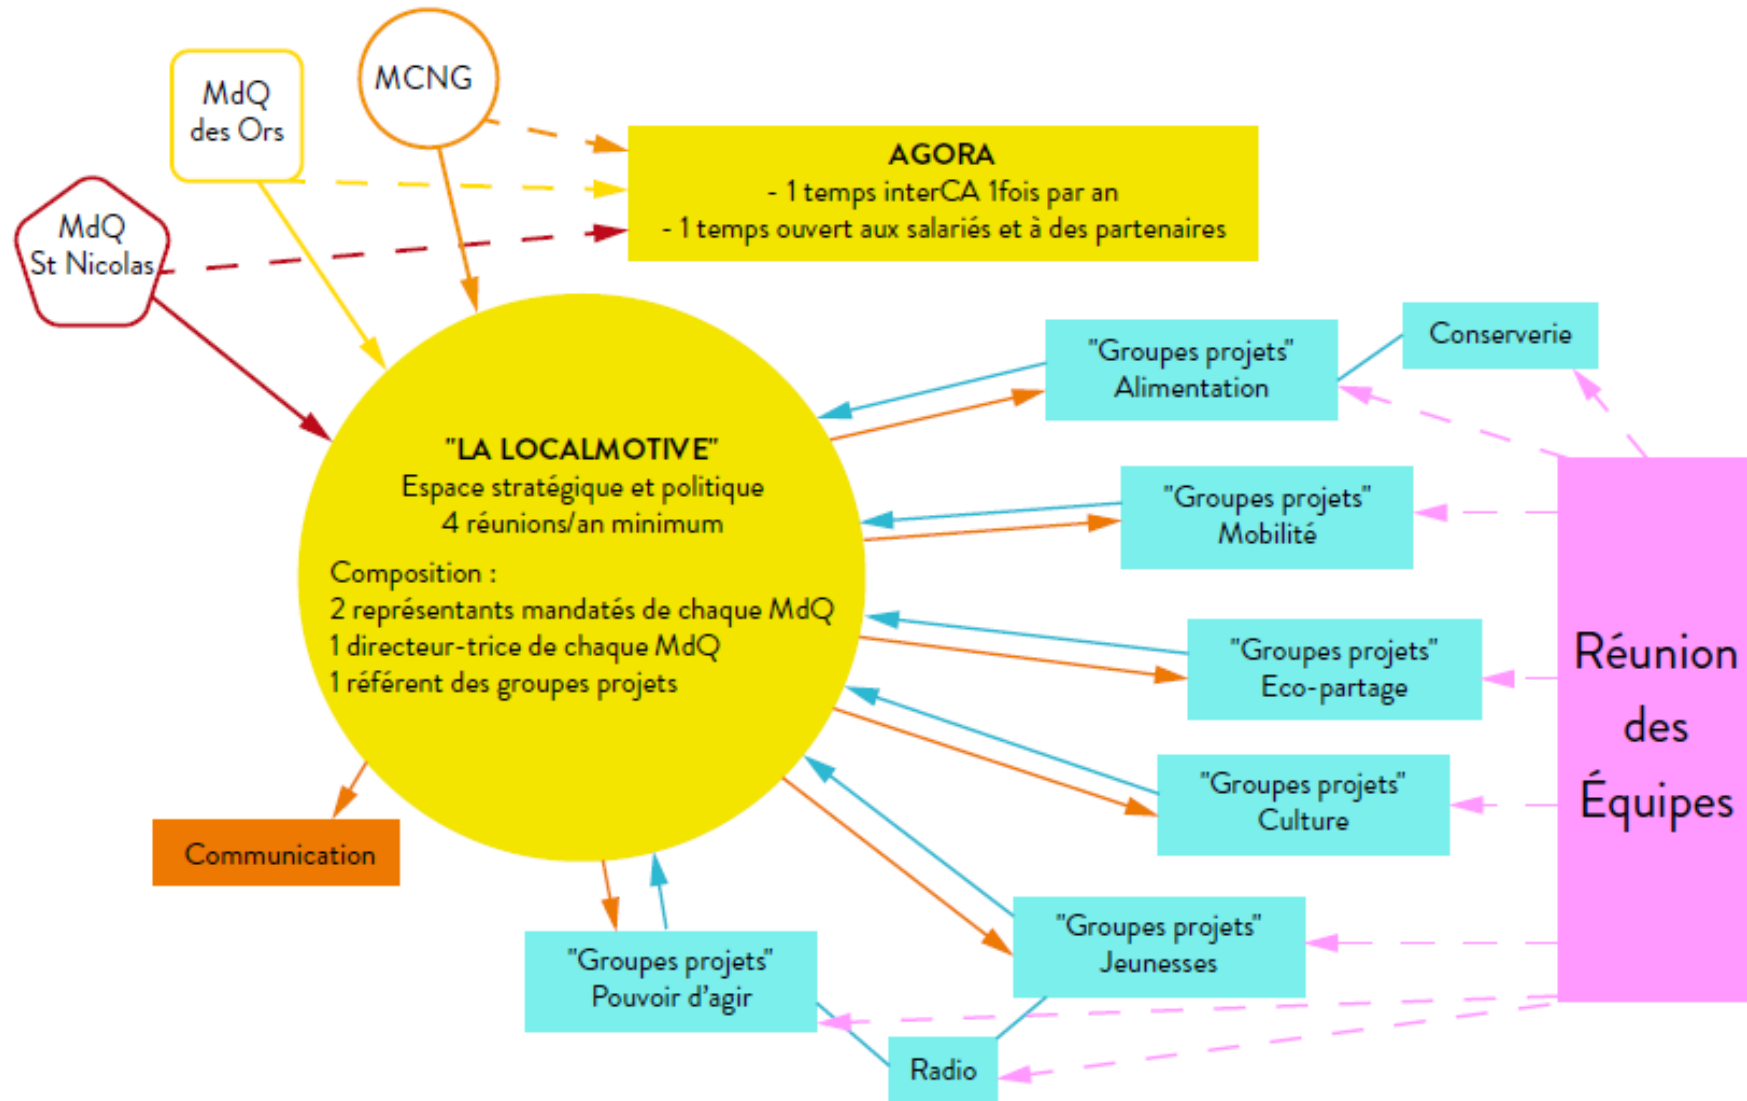 MCNG
MdQ
des Ors
MdQ
St Nicolas
AGORA
- 1 temps interCA 1fois par an
- 1 temps ouvert aux salariés et à des partenaires
"LA LOCALMOTIVE"
Espace stratégique et politique
4 réunions/an minimum
Composition :
2 représentants mandatés de chaque MdQ
1 directeur-trice de chaque MdQ
1 référent des groupes projets
Communication
"Groupes projets"
Alimentation
Conserverie
"Groupes projets"
Mobilité
"Groupes projets"
Eco-partage
"Groupes projets"
Culture
"Groupes projets"
Jeunesses
"Groupes projets"
Pouvoir d'agir
Radio
Réunion
des
Équipes